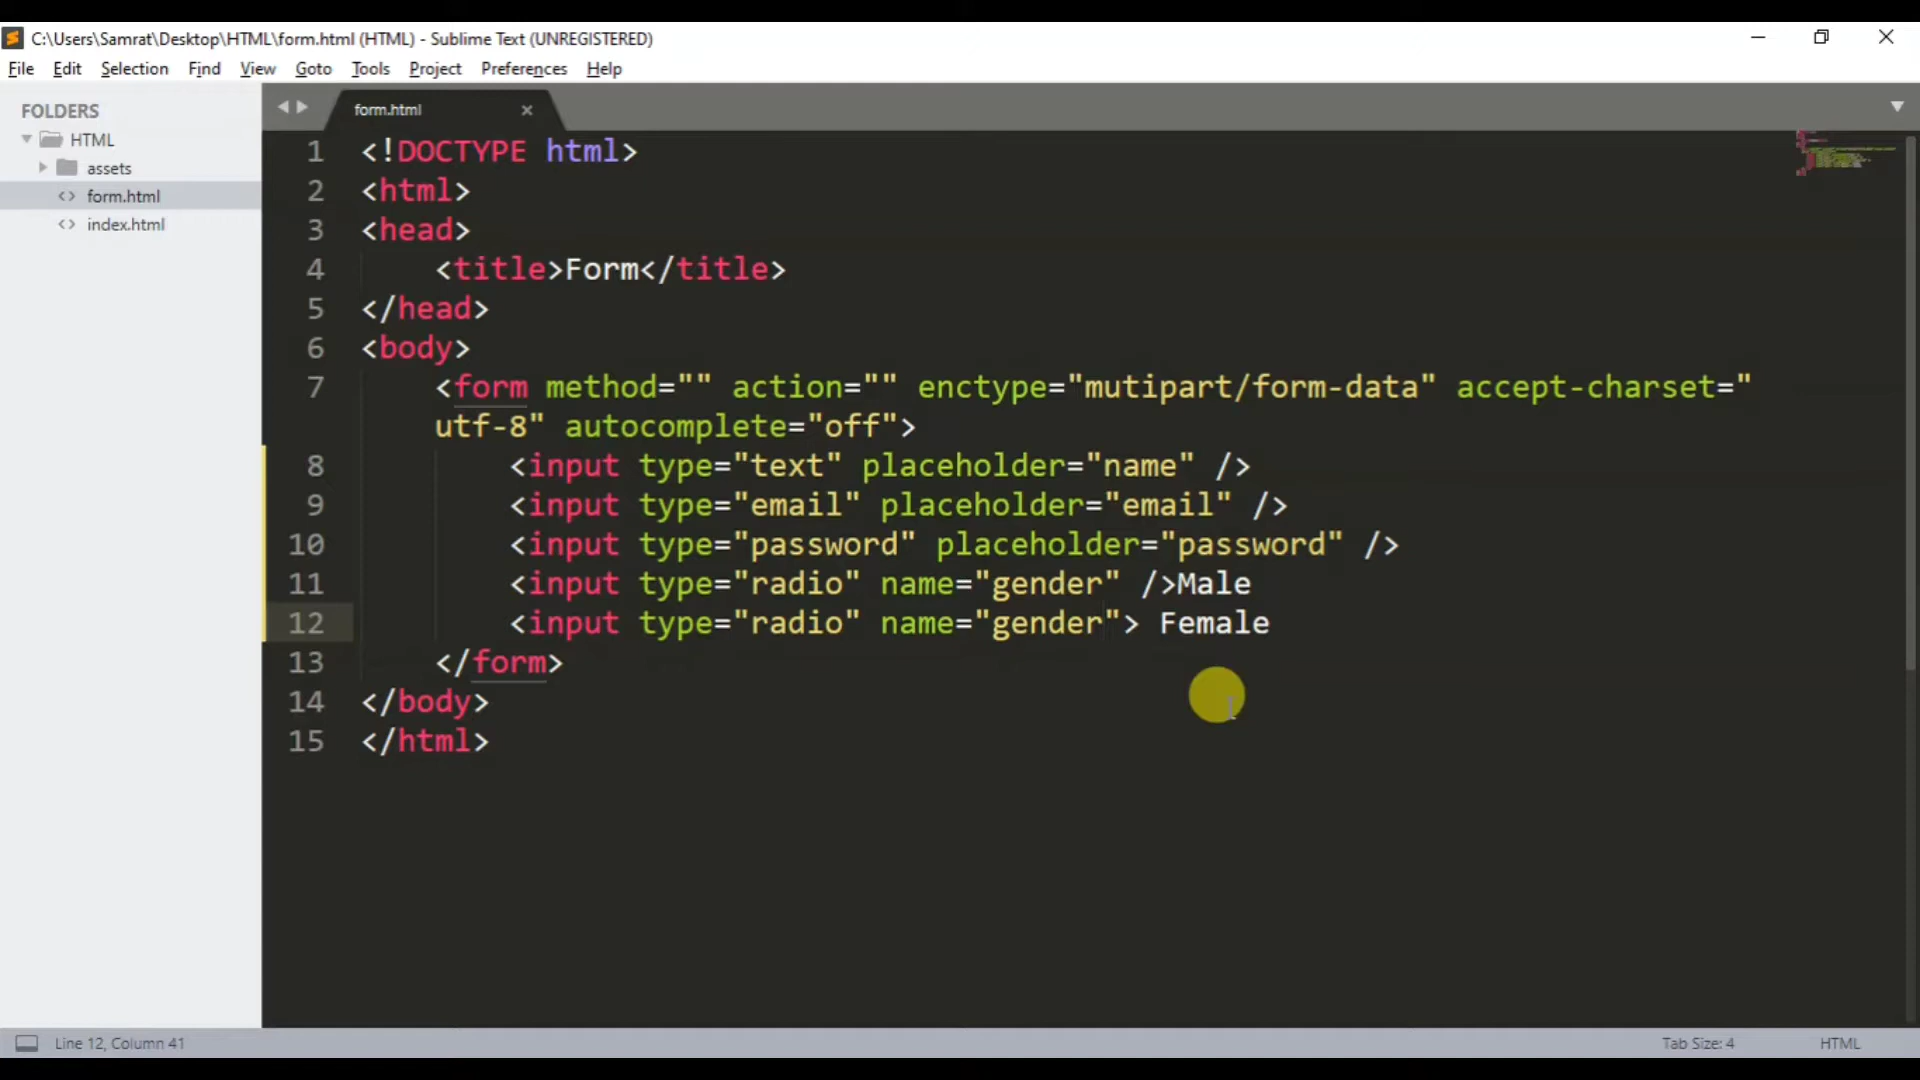 C:\Users\Samrat\Desktop\HTML\form.html (HTML) - Sublime Text (UNREGISTERED)
File Edit Selection Find View Goto Tools Project Preferences Help
FOLDERS
HTML
assets
form.html
index.html
form.html
1 <!DOCTYPE html>
2 <html>
3 <head>
4 <title>Form</title>
5 </head>
6 <body>
7 <form method="" action="" enctype="mutipart/form-data" accept-charset="
utf-8" autocomplete="off">
8 <input type="text" placeholder="name" />
9 <input type="email" placeholder="email" />
10 <input type="password" placeholder="password" />
11 <input type="radio" name="gender" />Male
12 <input type="radio" name="gender"> Female
13 </form>
14 </body>
15 </html>
Line 12, Column 41
Tab Size: 4
HTML